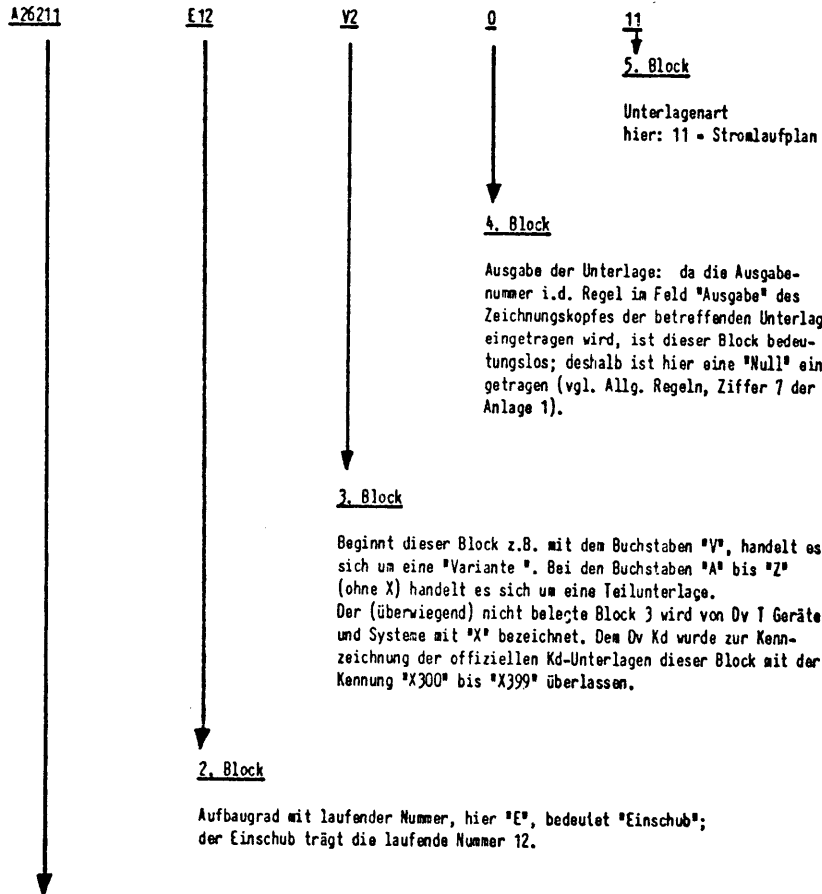 A26211 E12 V2 0 11
5. Block
Unterlagenart
hier: 11 = Stromlaufplan
4. Block
Ausgabe der Unterlage: da die Ausgabe-
nummer i.d. Regel im Feld "Ausgabe" des
Zeichnungskopfes der betreffenden Unterlag
eingetragen wird, ist dieser Block bedeu-
tungslos; deshalb ist hier eine "Null" ein
getragen (vgl. Allg. Regeln, Ziffer 7 der
Anlage 1).
3. Block
Beginnt dieser Block z.B. mit dem Buchstaben "V", handelt es
sich um eine "Variante ". Bei den Buchstaben "A" bis "Z"
(ohne X) handelt es sich um eine Teilunterlage.
Der (überwiegend) nicht belegte Block 3 wird von Dv T Geräte
und Systeme mit "X" bezeichnet. Dem Dv Kd wurde zur Kenn-
zeichnung der offiziellen Kd-Unterlagen dieser Block mit der
Kennung "X300" bis "X399" überlassen.
2. Block
Aufbaugrad mit laufender Nummer, hier "E", bedeutet "Einschub";
der Einschub trägt die laufende Nummer 12.